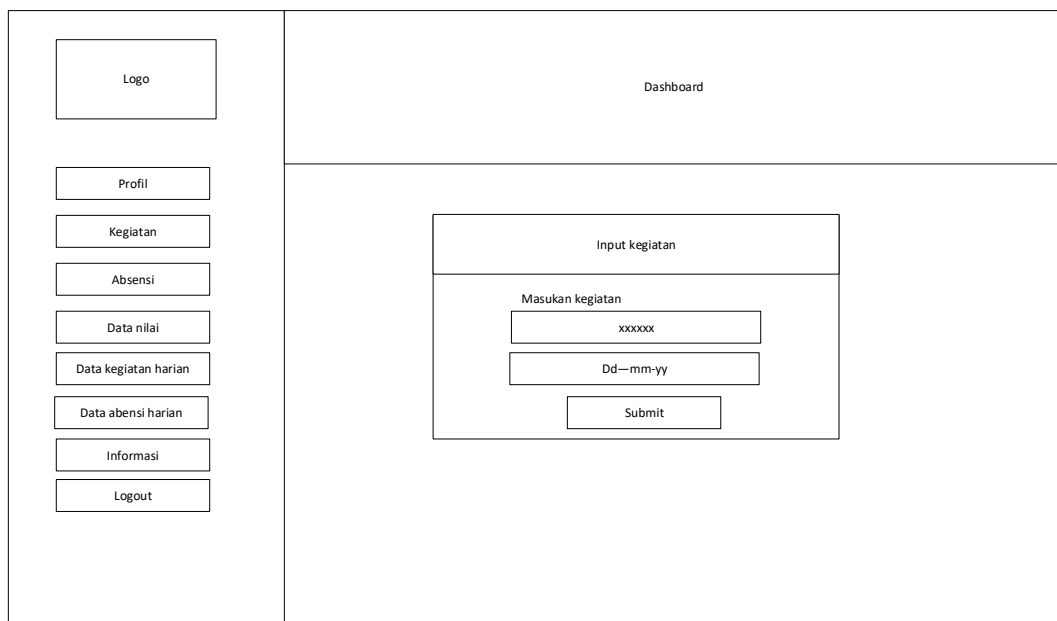 Logo
Dashboard
Profil
Kegiatan
Absensi
Data nilai
Data kegiatan harian
Data abensi harian
Informasi
Logout
Input kegiatan
Masukan kegiatan
xxxxxx
Dd—mm-yy
Submit